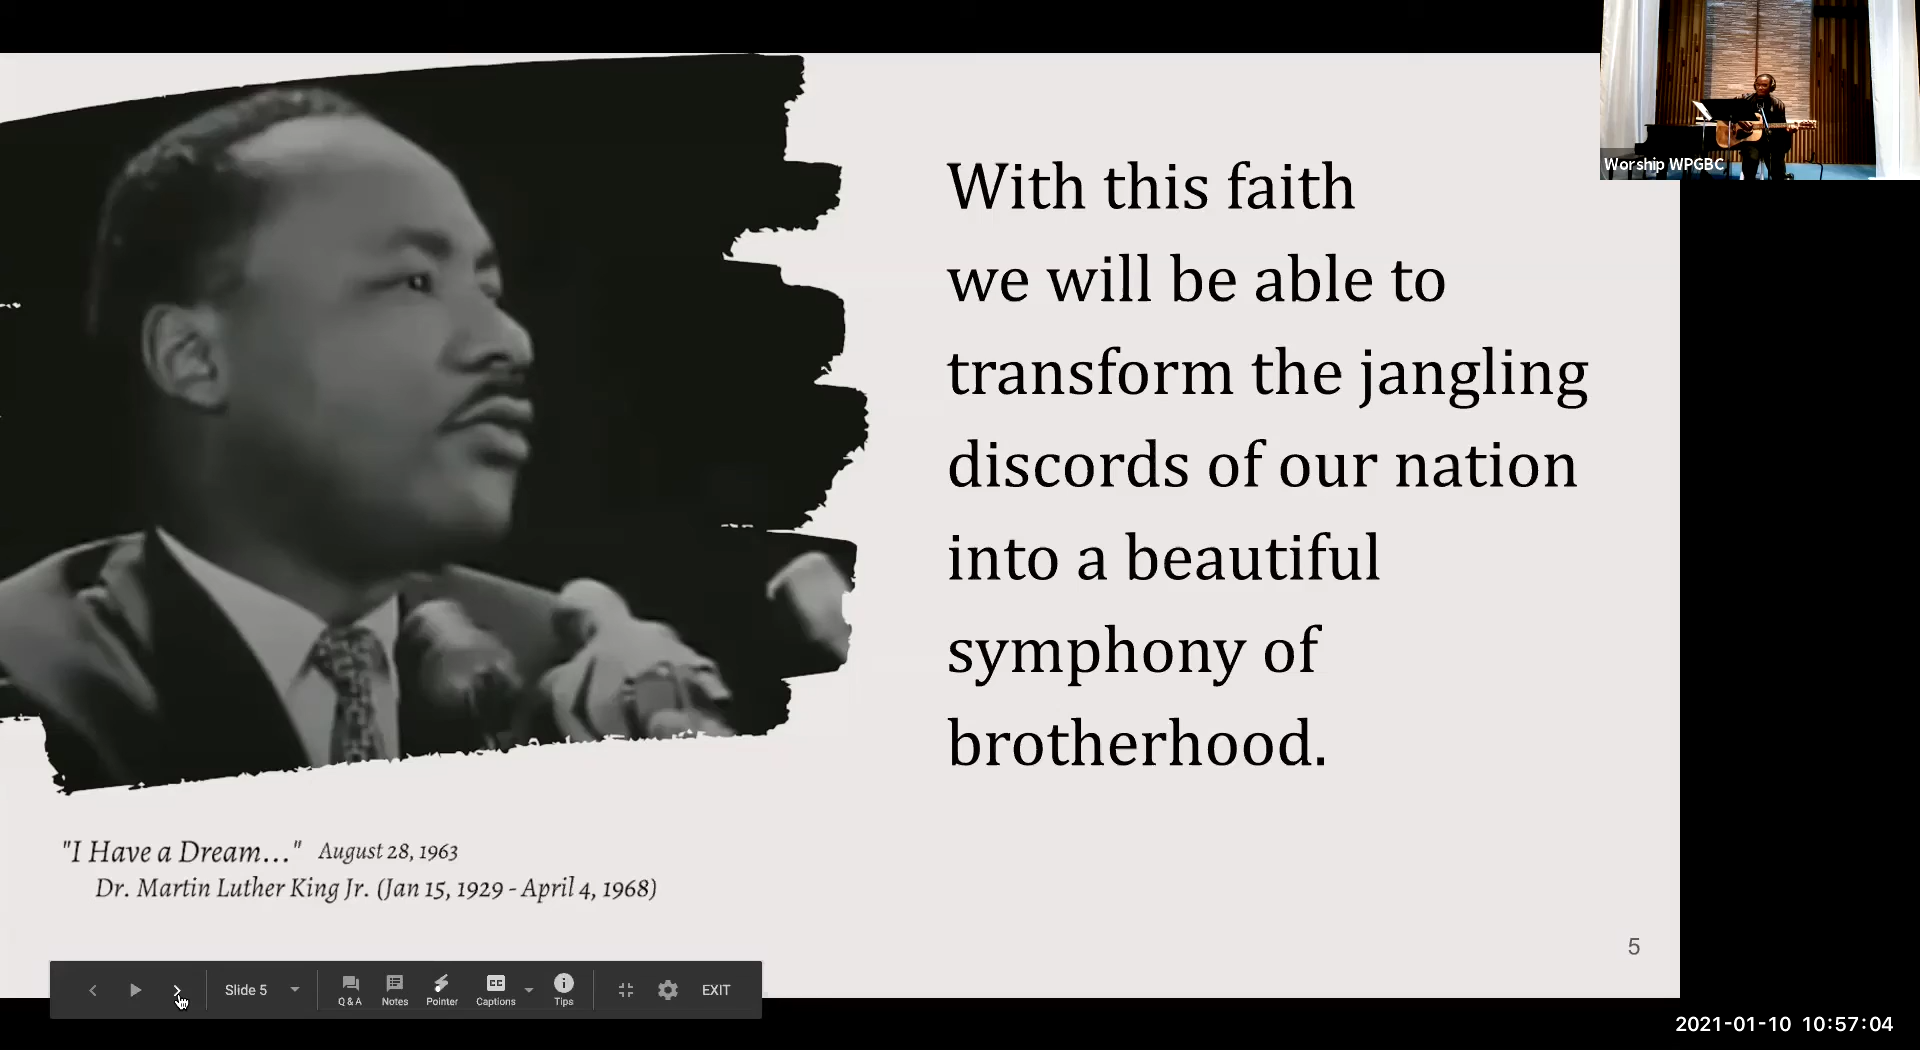 Worship WPGBC
With this faith
we will be able to
transform the jangling
discords of our nation
into a beautiful
symphony of
brotherhood.
"I Have a Dream..." August 28, 1963
Dr. Martin Luther King Jr. (Jan 15, 1929 - April 4, 1968)
5
Slide 5
Q & A
Notes
Pointer
CC
Captions
Tips
EXIT
2021-01-10 10:57:04